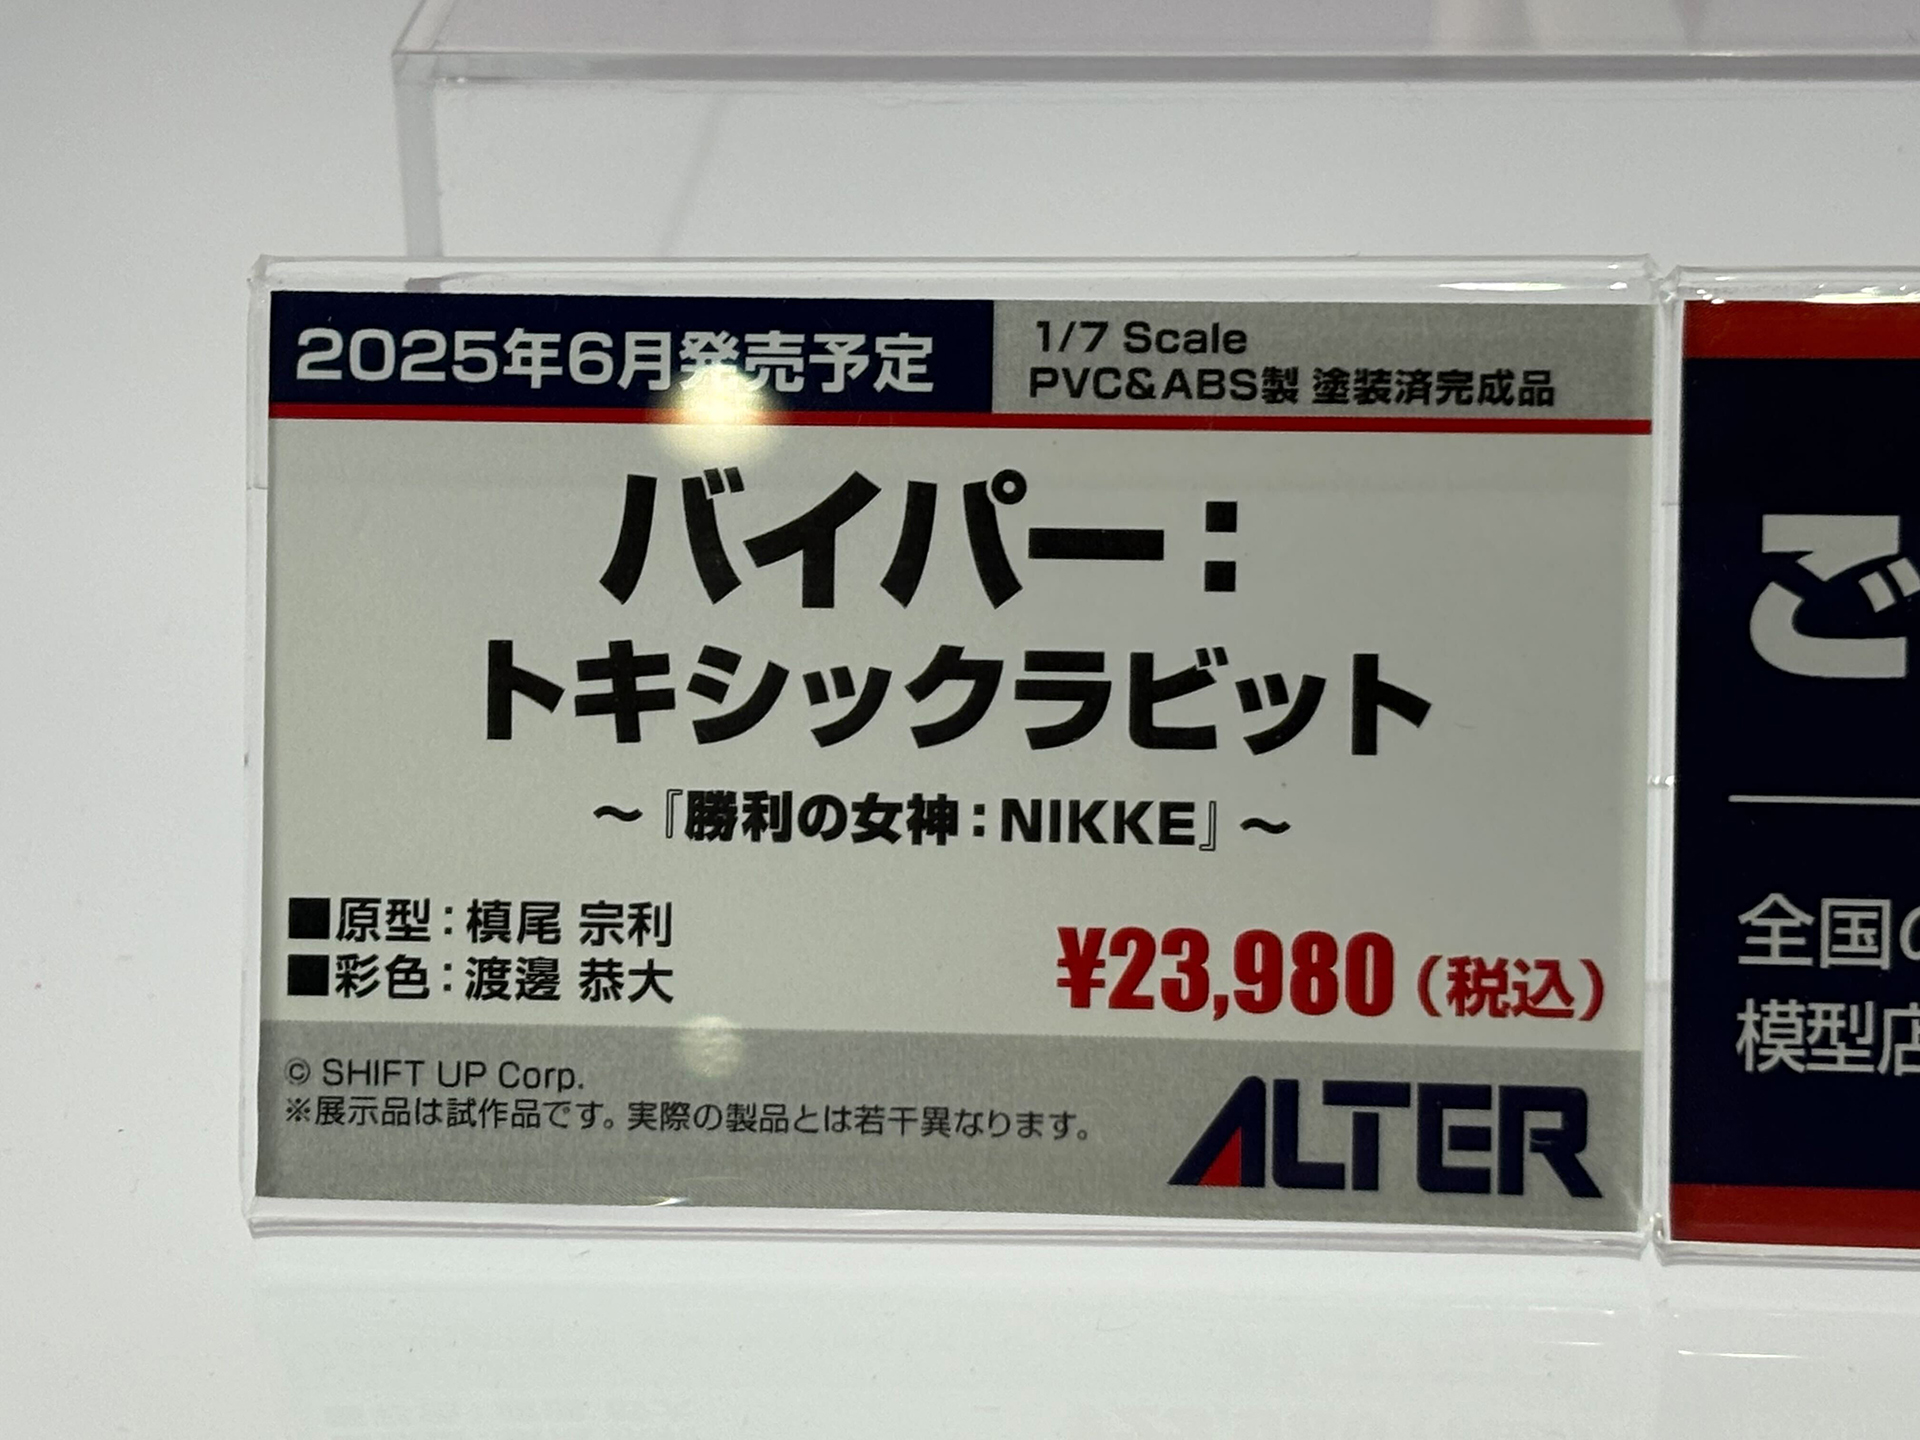 2025年6月発売予定
1/7 Scale
PVC&ABS製 塗装済完成品
バイパー：
トキシックラビット
～『勝利の女神：NIKKE』～
■原型：槙尾 宗利
■彩色：渡邊 恭大
¥23,980（税込）
© SHIFT UP Corp.
※展示品は試作品です。実際の製品とは若干異なります。
ALTER
ご
全国の
模型店